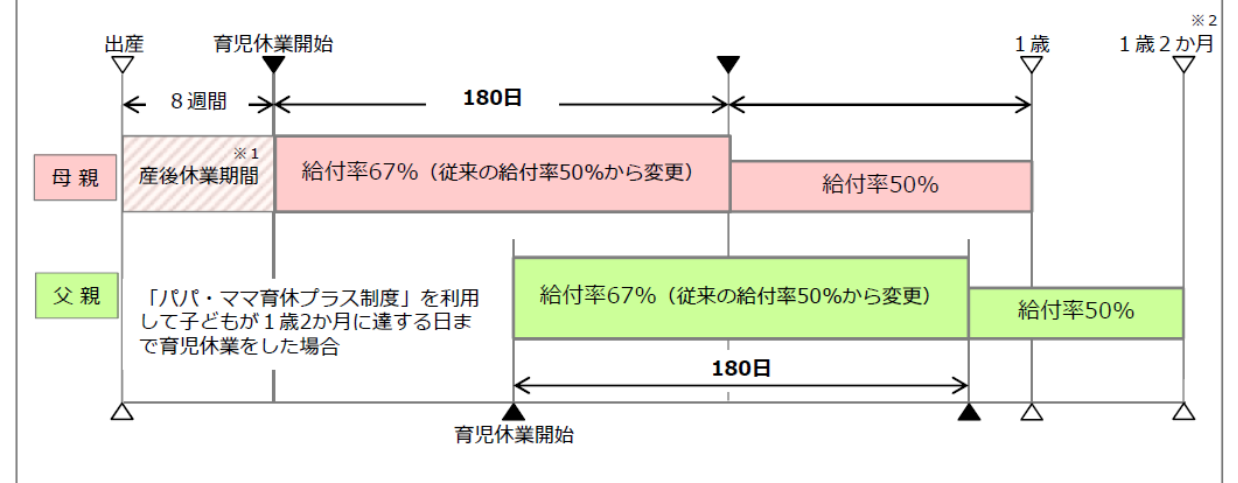 ※2
出産
育児休業開始
1歳
1歳2か月
8週間
180日
母親
※1
産後休業期間
給付率67%（従来の給付率50%から変更）
給付率50%
父親
「パパ・ママ育休プラス制度」を利用
して子どもが1歳2か月に達する日ま
で育児休業をした場合
給付率67%（従来の給付率50%から変更）
給付率50%
180日
育児休業開始